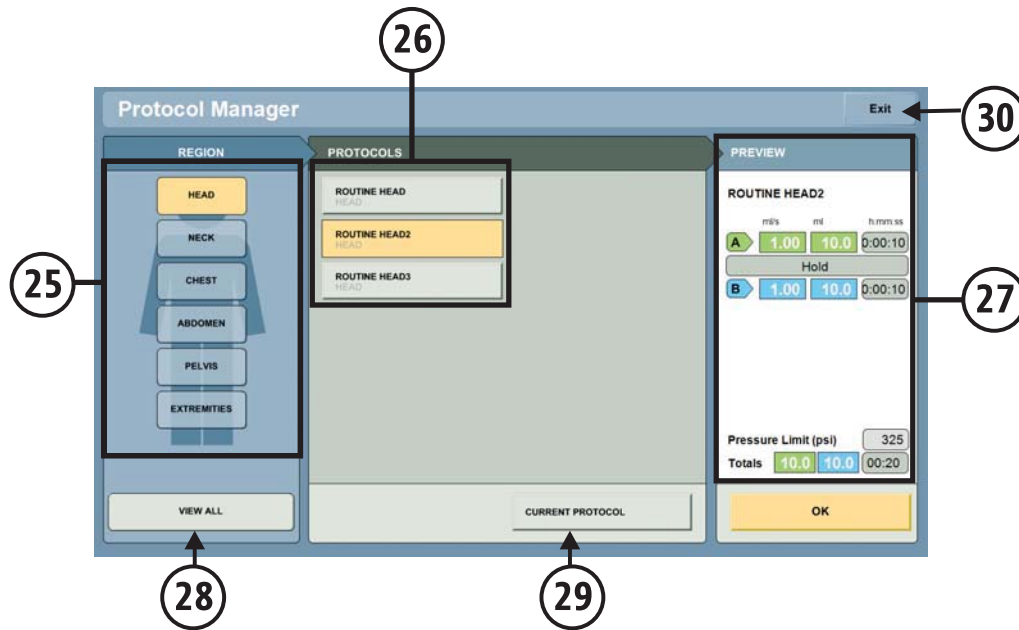 26
Protocol Manager
Exit
30
REGION
PROTOCOLS
PREVIEW
25
HEAD
NECK
CHEST
ABDOMEN
PELVIS
EXTREMITIES
ROUTINE HEAD
HEAD
ROUTINE HEAD2
HEAD
ROUTINE HEAD3
HEAD
ROUTINE HEAD2
ml/s ml h:mm:ss
A 1.00 10.0 0:00:10
Hold
B 1.00 10.0 0:00:10
27
Pressure Limit (psi) 325
Totals 10.0 10.0 00:20
VIEW ALL
CURRENT PROTOCOL
OK
28
29